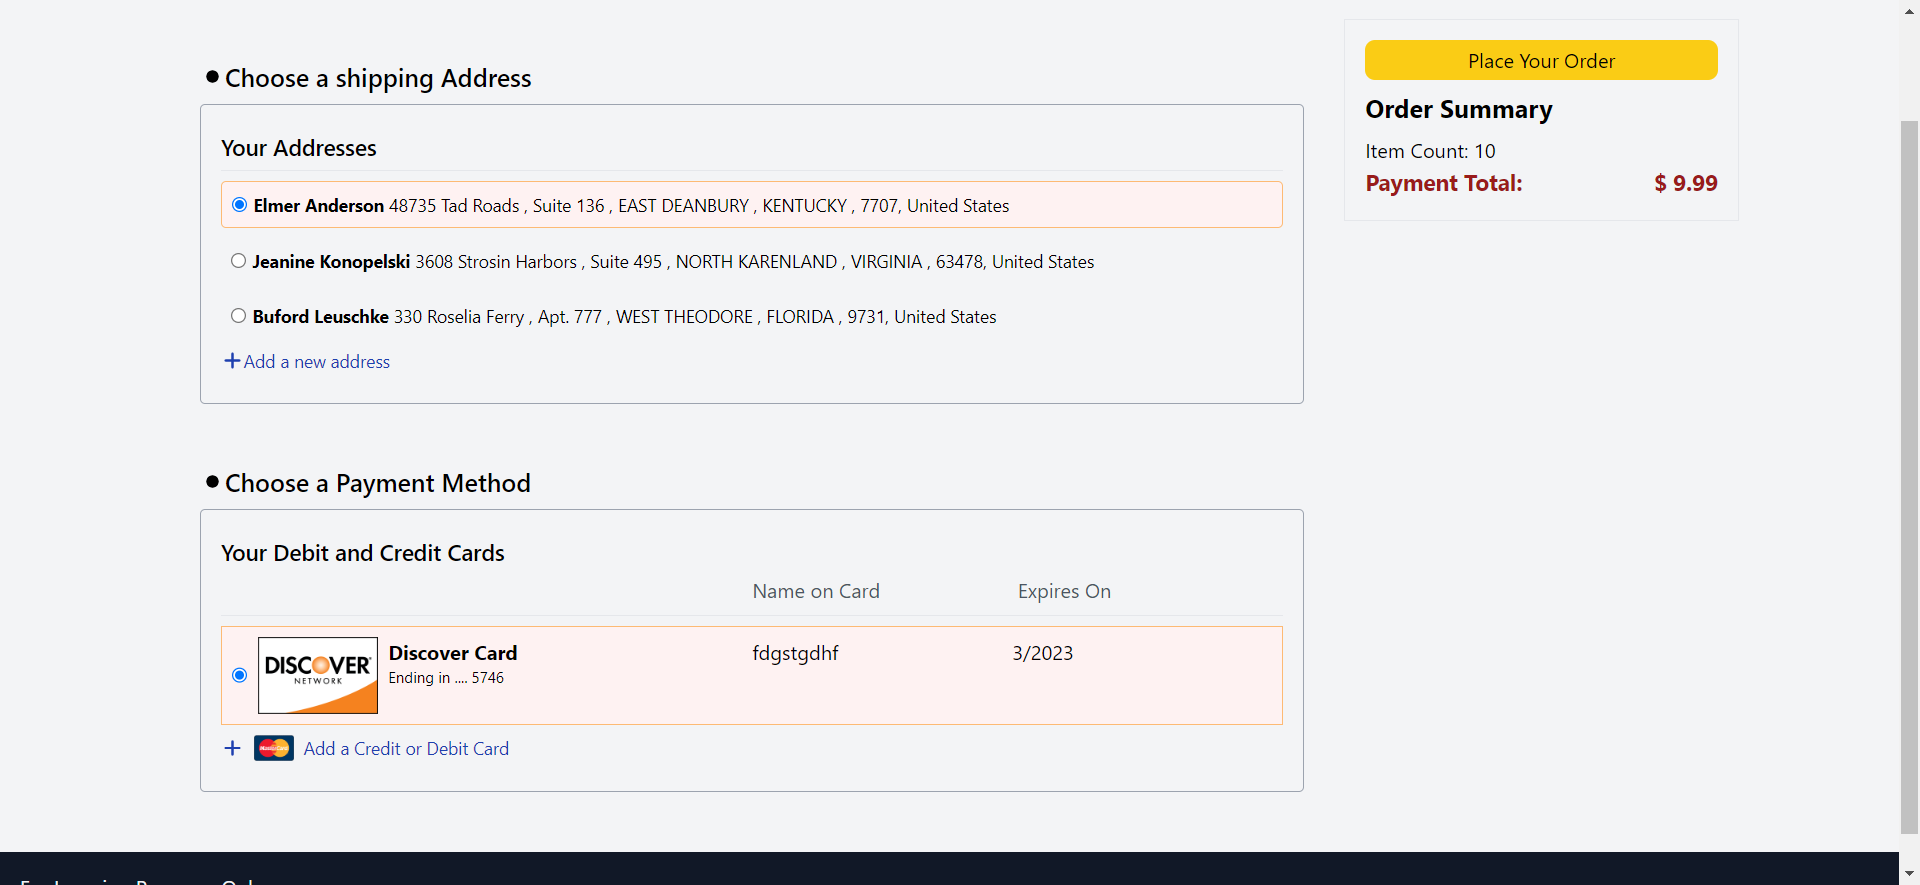 Choose a shipping Address
Your Addresses
Elmer Anderson 48735 Tad Roads , Suite 136 , EAST DEANBURY , KENTUCKY , 7707, United States
Jeanine Konopelski 3608 Strosin Harbors , Suite 495 , NORTH KARENLAND , VIRGINIA , 63478, United States
Buford Leuschke 330 Roselia Ferry , Apt. 777 , WEST THEODORE , FLORIDA , 9731, United States
Add a new address
Choose a Payment Method
Your Debit and Credit Cards
Name on Card Expires On
DISCOVER
NETWORK
Discover Card fdgstgdhf 3/2023
Ending in .... 5746
MasterCard
Add a Credit or Debit Card
Place Your Order
Order Summary
Item Count: 10
Payment Total: $ 9.99